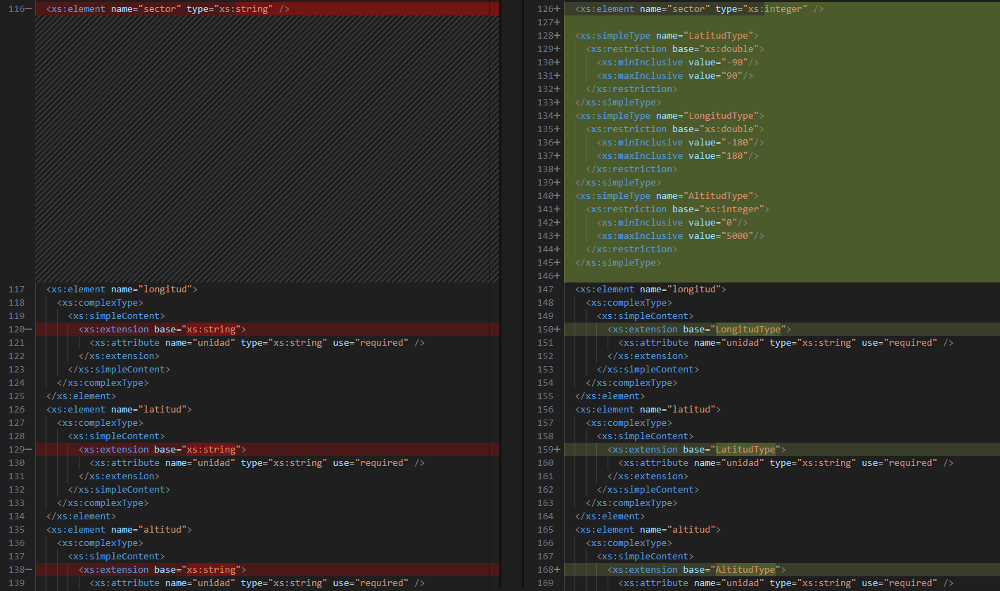 116— <xs:element name="sector" type="xs:string" />
117 <xs:element name="longitud">
118 <xs:complexType>
119 <xs:simpleContent>
120— <xs:extension base="xs:string">
121 <xs:attribute name="unidad" type="xs:string" use="required" />
122 </xs:extension>
123 </xs:simpleContent>
124 </xs:complexType>
125 </xs:element>
126 <xs:element name="latitud">
127 <xs:complexType>
128 <xs:simpleContent>
129— <xs:extension base="xs:string">
130 <xs:attribute name="unidad" type="xs:string" use="required" />
131 </xs:extension>
132 </xs:simpleContent>
133 </xs:complexType>
134 </xs:element>
135 <xs:element name="altitud">
136 <xs:complexType>
137 <xs:simpleContent>
138— <xs:extension base="xs:string">
139 <xs:attribute name="unidad" type="xs:string" use="required" />
126+ <xs:element name="sector" type="xs:integer" />
127+
128+ <xs:simpleType name="LatitudType">
129+ <xs:restriction base="xs:double">
130+ <xs:minInclusive value="-90"/>
131+ <xs:maxInclusive value="90"/>
132+ </xs:restriction>
133+ </xs:simpleType>
134+ <xs:simpleType name="LongitudType">
135+ <xs:restriction base="xs:double">
136+ <xs:minInclusive value="-180"/>
137+ <xs:maxInclusive value="180"/>
138+ </xs:restriction>
139+ </xs:simpleType>
140+ <xs:simpleType name="AltitudType">
141+ <xs:restriction base="xs:integer">
142+ <xs:minInclusive value="0"/>
143+ <xs:maxInclusive value="5000"/>
144+ </xs:restriction>
145+ </xs:simpleType>
146+
147 <xs:element name="longitud">
148 <xs:complexType>
149 <xs:simpleContent>
150+ <xs:extension base="LongitudType">
151 <xs:attribute name="unidad" type="xs:string" use="required" />
152 </xs:extension>
153 </xs:simpleContent>
154 </xs:complexType>
155 </xs:element>
156 <xs:element name="latitud">
157 <xs:complexType>
158 <xs:simpleContent>
159+ <xs:extension base="LatitudType">
160 <xs:attribute name="unidad" type="xs:string" use="required" />
161 </xs:extension>
162 </xs:simpleContent>
163 </xs:complexType>
164 </xs:element>
165 <xs:element name="altitud">
166 <xs:complexType>
167 <xs:simpleContent>
168+ <xs:extension base="AltitudType">
169 <xs:attribute name="unidad" type="xs:string" use="required" />